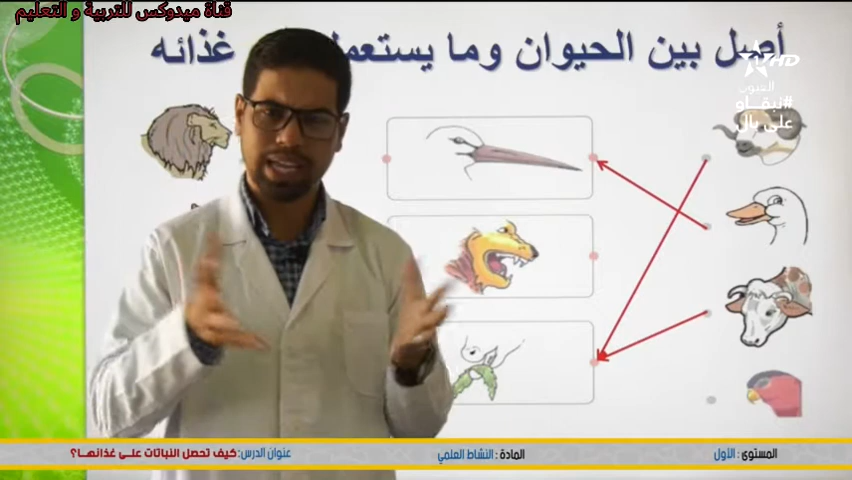 قناة ميدوكس للتربية و التعليم
أصل بين الحيوان وما يستعمل غذائه
HD
العيون
#نبقاو
على بال
المستوى : الأول
المادة : النشاط العلمي
عنوان الدرس: كيف تحصل النباتات على غذائها؟